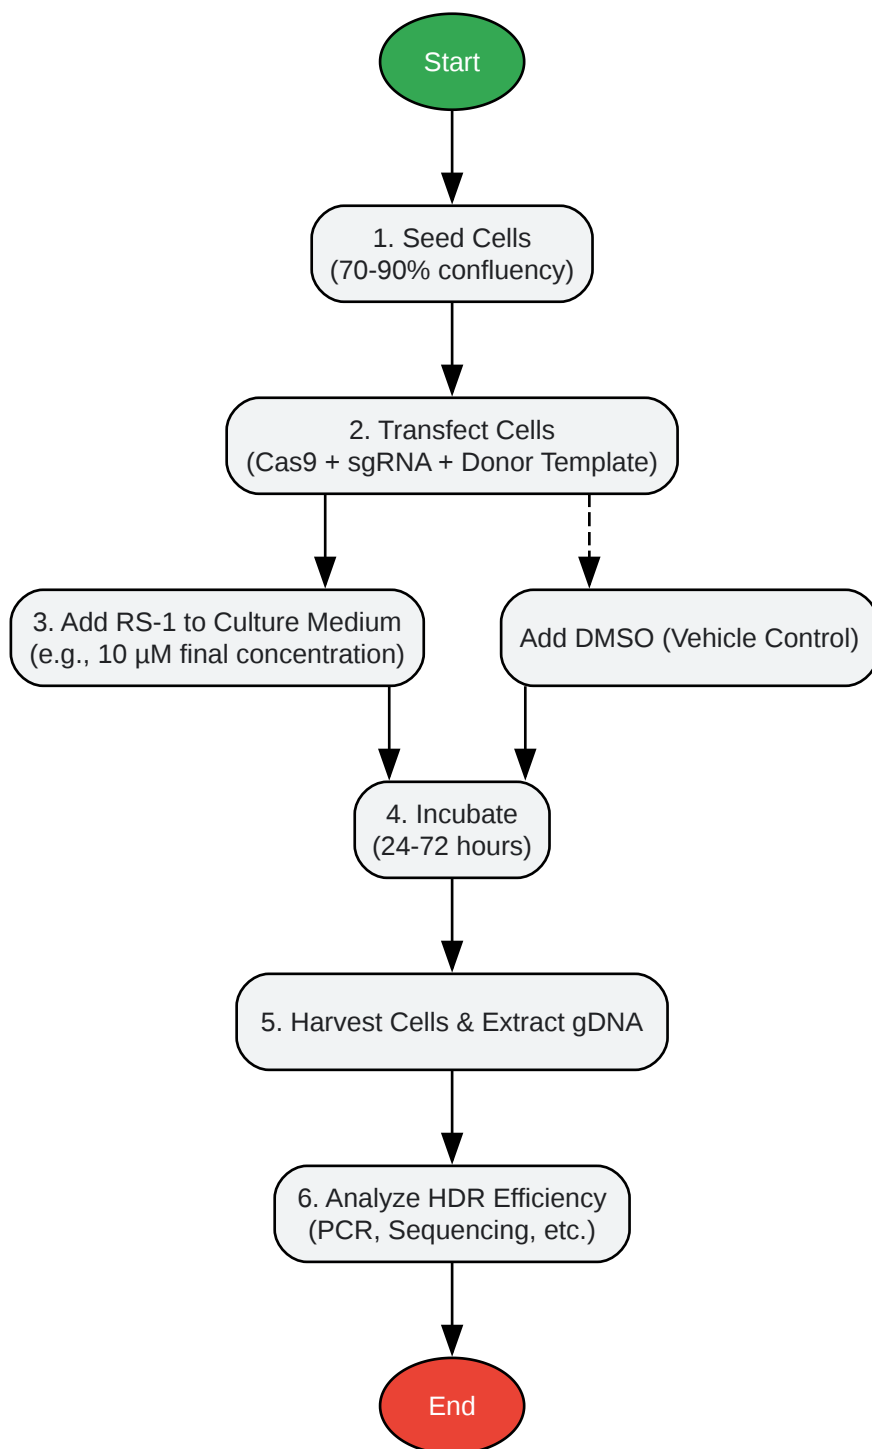 Start
1. Seed Cells
(70-90% confluency)
2. Transfect Cells
(Cas9 + sgRNA + Donor Template)
3. Add RS-1 to Culture Medium
(e.g., 10 µM final concentration)
Add DMSO (Vehicle Control)
4. Incubate
(24-72 hours)
5. Harvest Cells & Extract gDNA
6. Analyze HDR Efficiency
(PCR, Sequencing, etc.)
End